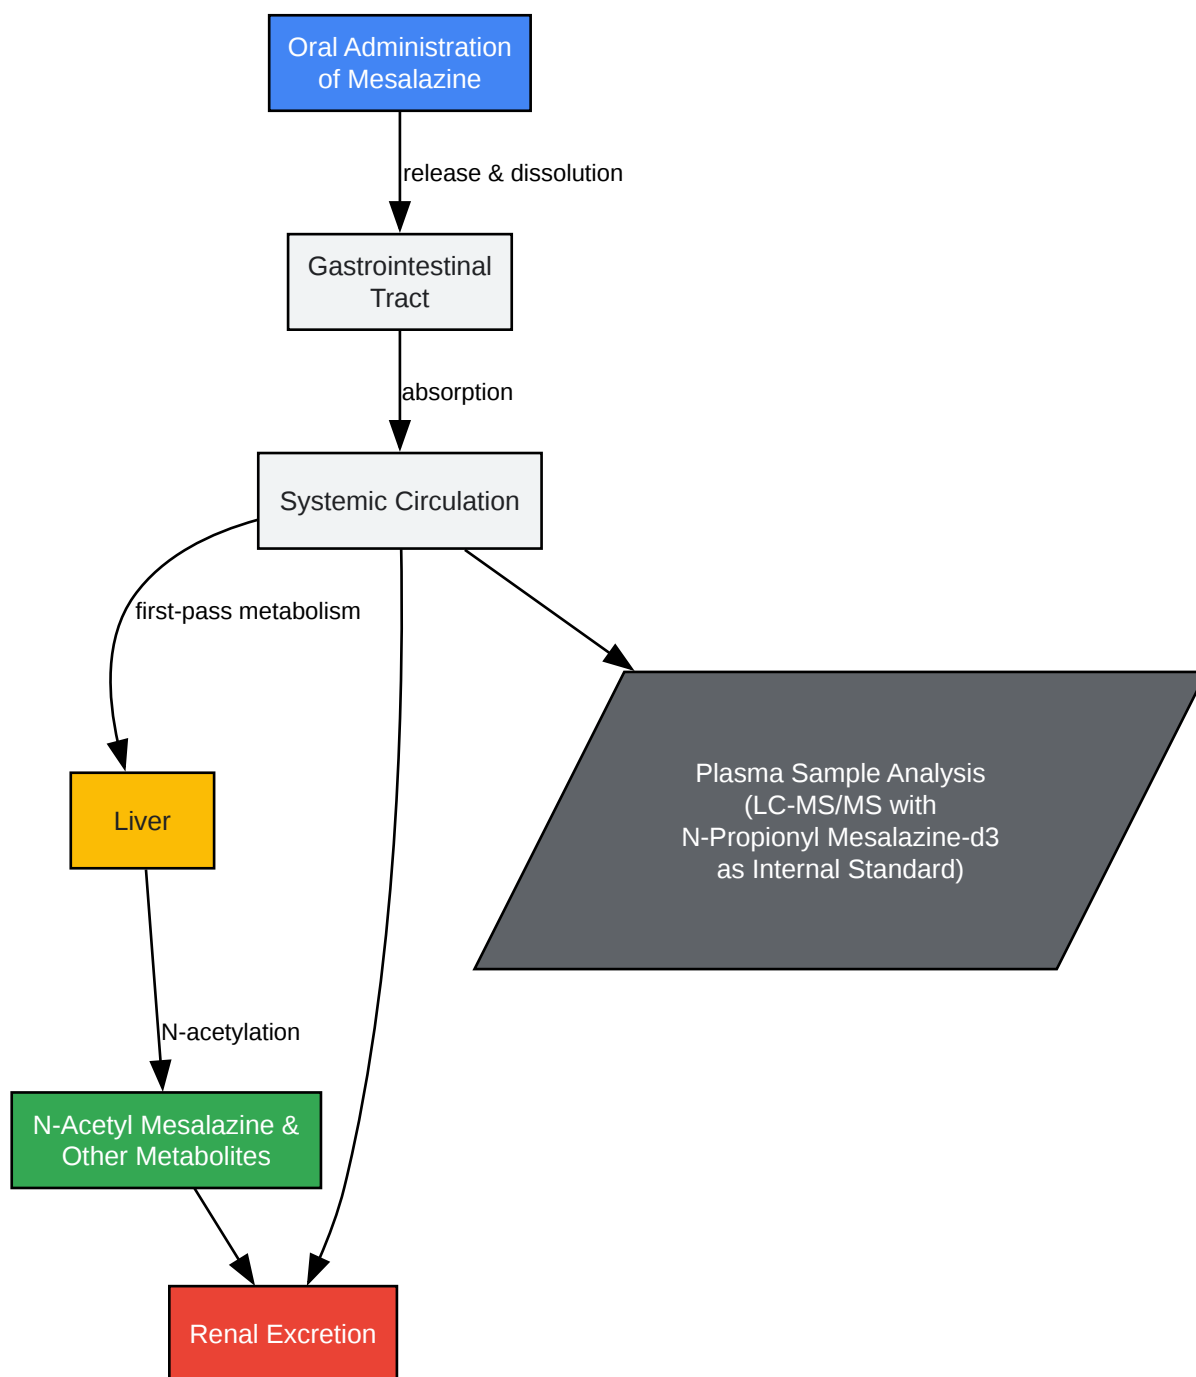 Oral Administration
of Mesalazine
release & dissolution
Gastrointestinal
Tract
absorption
Systemic Circulation
first-pass metabolism
Plasma Sample Analysis
(LC-MS/MS with
N-Propionyl Mesalazine-d3
as Internal Standard)
Liver
N-acetylation
N-Acetyl Mesalazine &
Other Metabolites
Renal Excretion